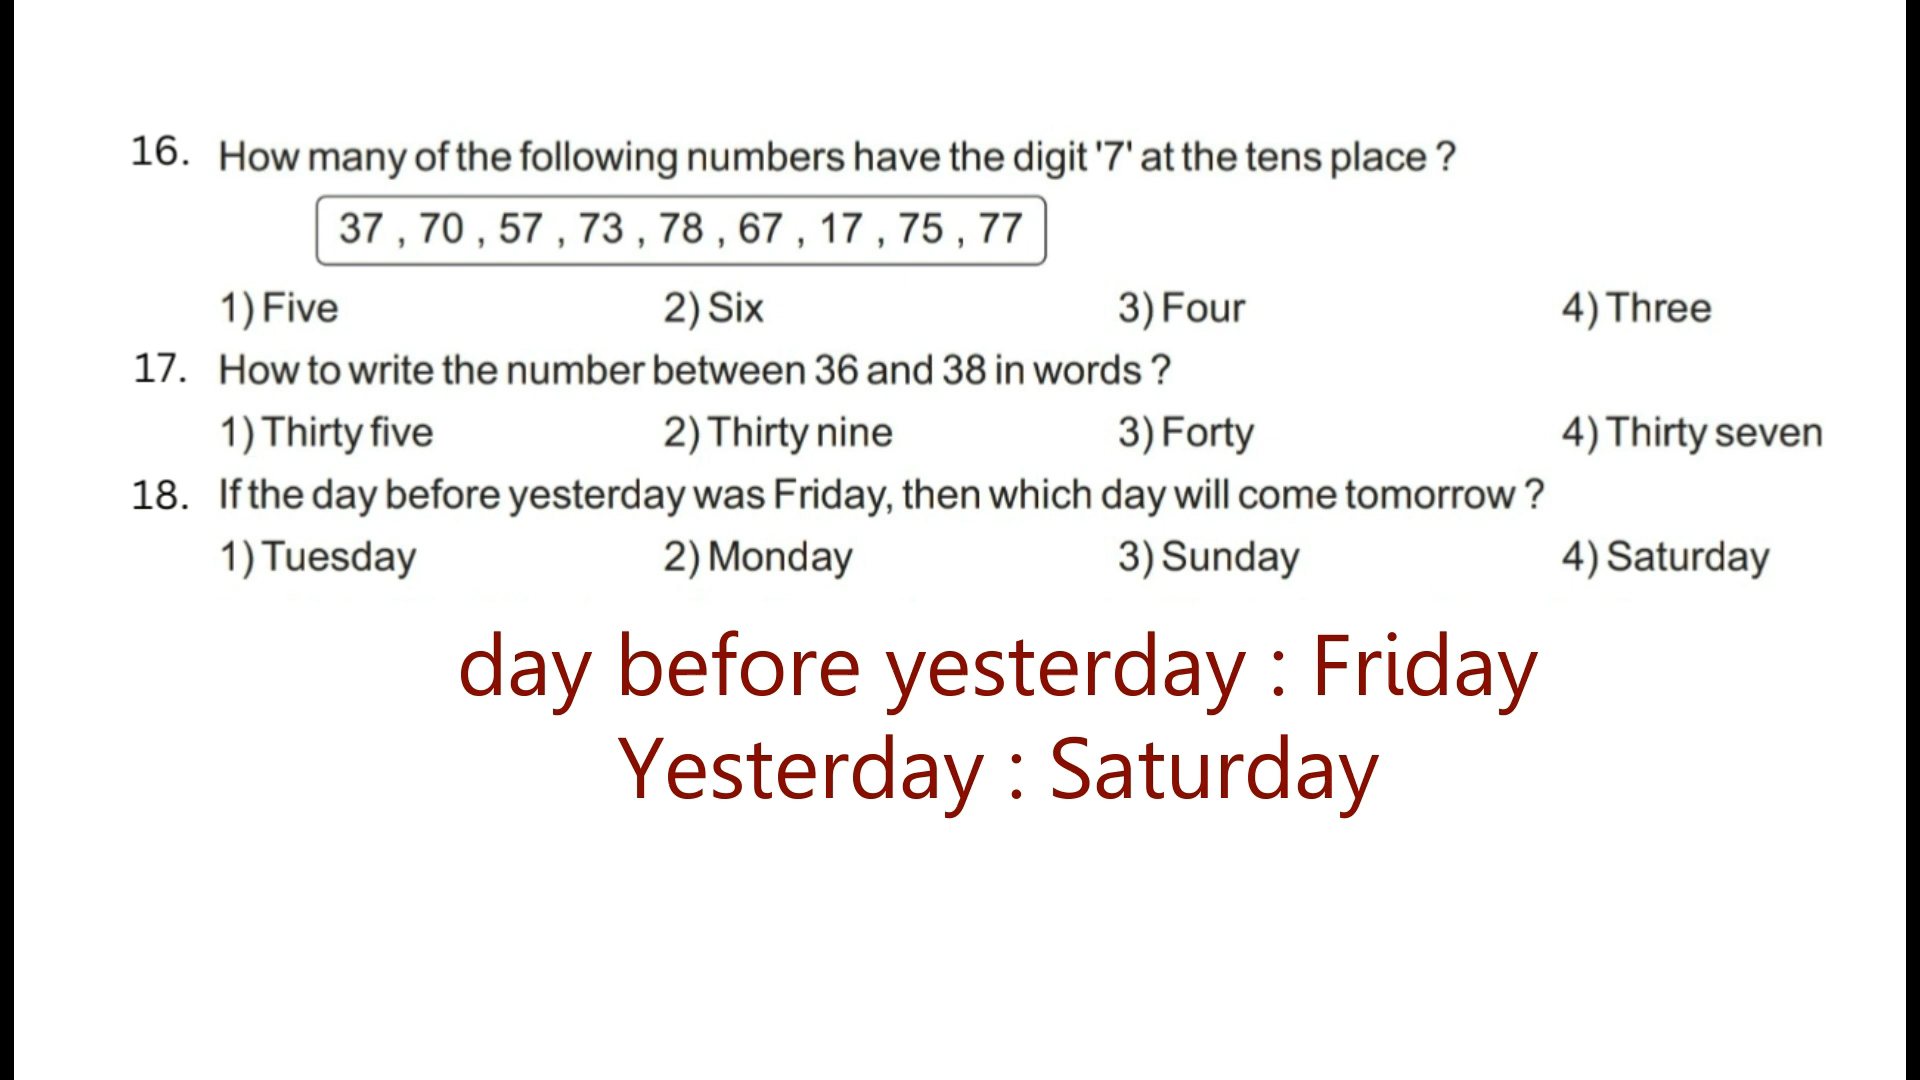 16. How many of the following numbers have the digit '7' at the tens place ?
37 , 70 , 57 , 73 , 78 , 67 , 17 , 75 , 77
1) Five 2) Six 3) Four 4) Three
17. How to write the number between 36 and 38 in words ?
1) Thirty five 2) Thirty nine 3) Forty 4) Thirty seven
18. If the day before yesterday was Friday, then which day will come tomorrow ?
1) Tuesday 2) Monday 3) Sunday 4) Saturday
day before yesterday : Friday
Yesterday : Saturday